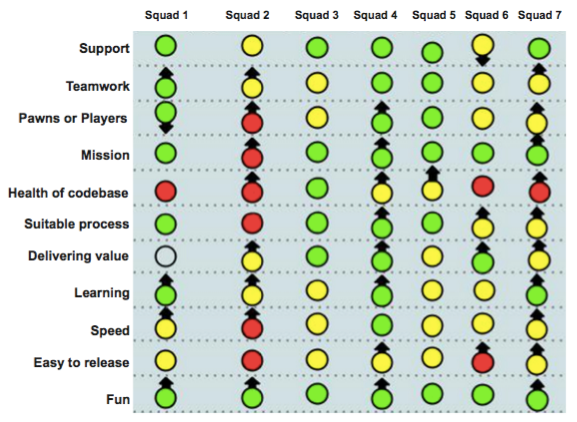 Squad 1 Squad 2 Squad 3 Squad 4 Squad 5 Squad 6 Squad 7
Support
Teamwork
Pawns or Players
Mission
Health of codebase
Suitable process
Delivering value
Learning
Speed
Easy to release
Fun